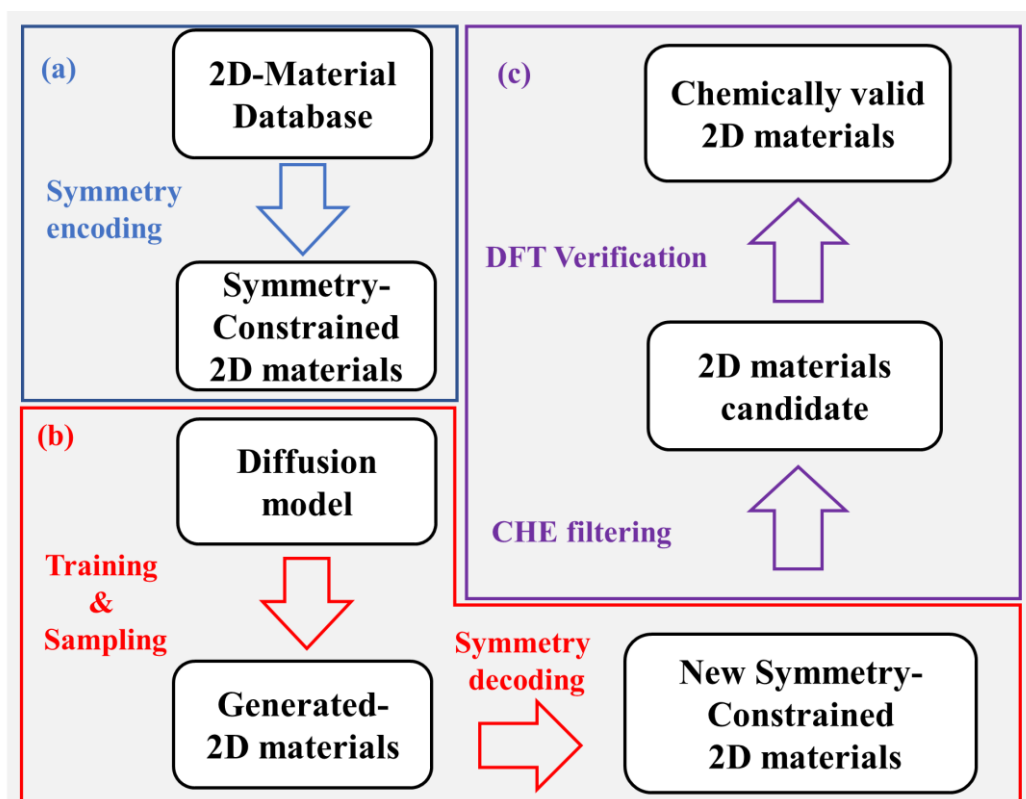 (a)
2D-Material
Database
Symmetry
encoding
Symmetry-
Constrained
2D materials
(b)
Diffusion
model
Training
&
Sampling
Generated-
2D materials
Symmetry
decoding
New Symmetry-
Constrained
2D materials
(c)
Chemically valid
2D materials
DFT Verification
2D materials
candidate
CHE filtering